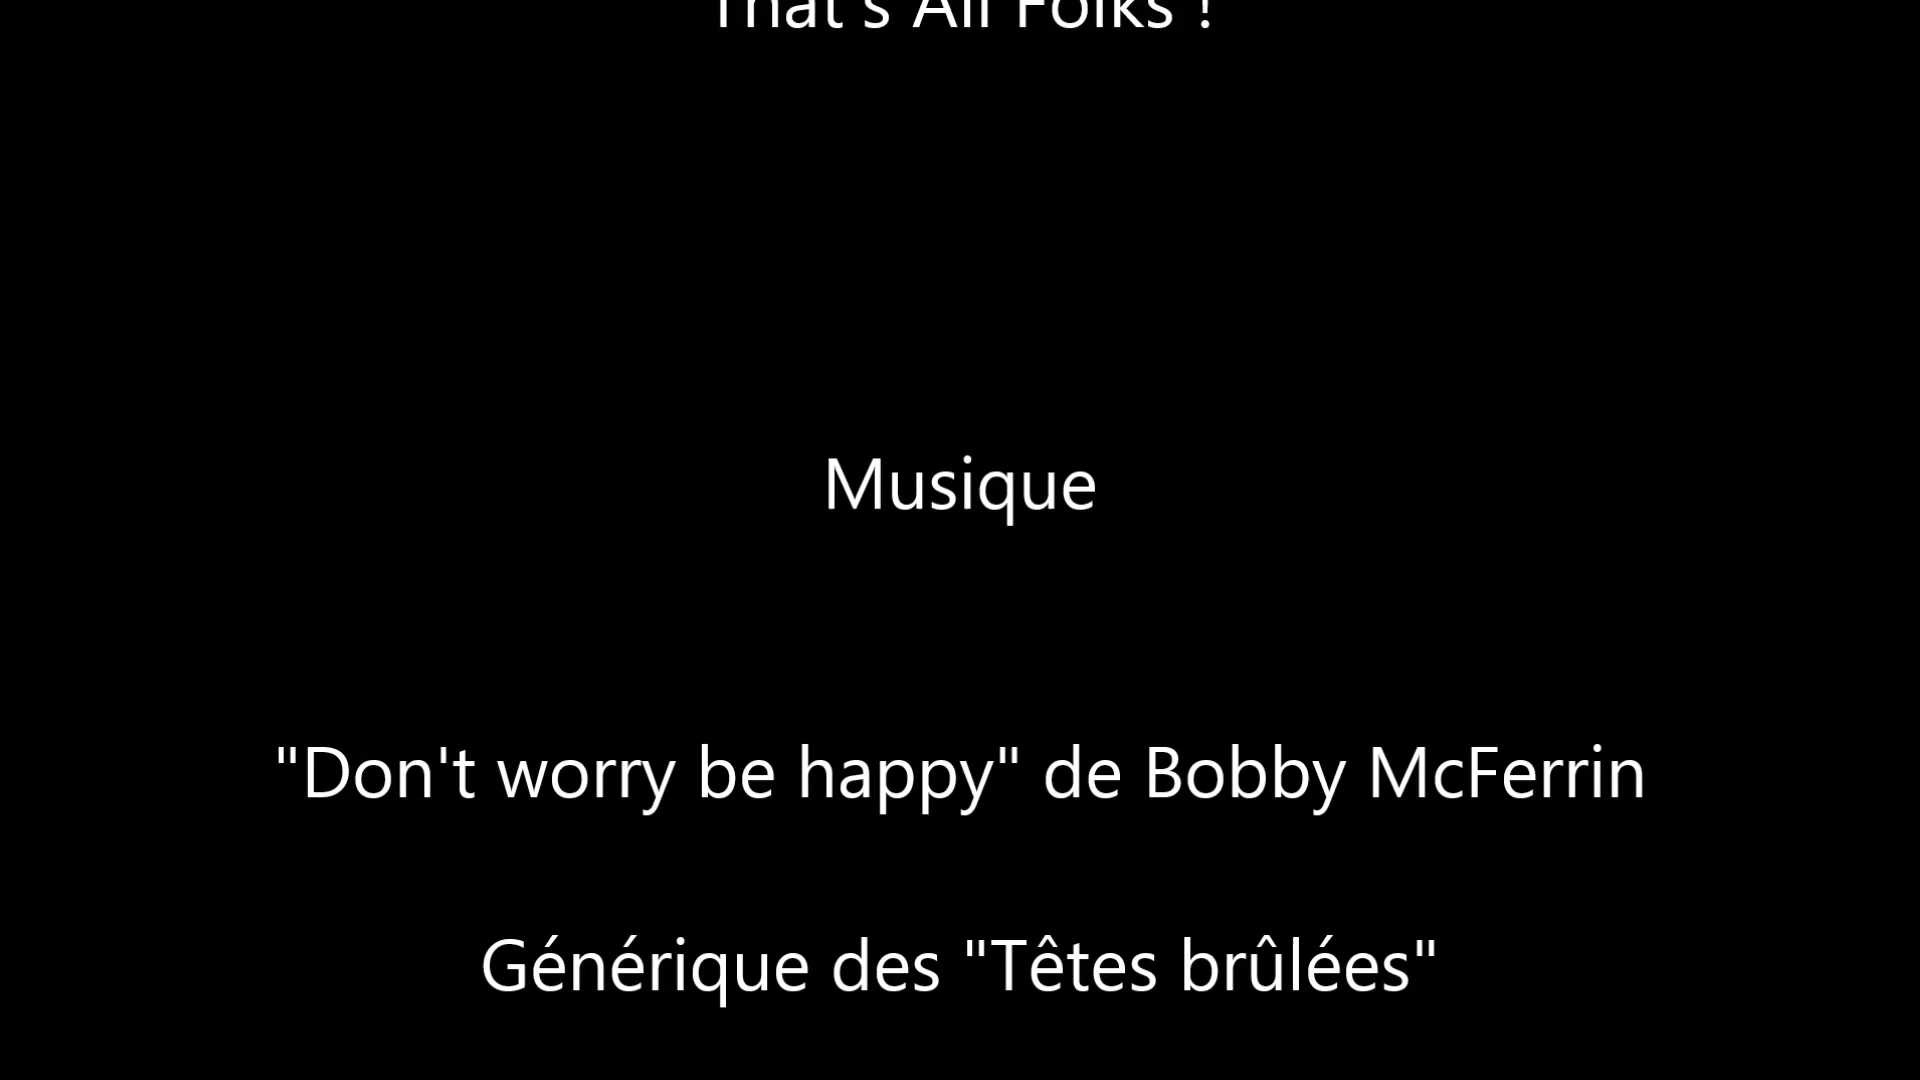 That's All Folks !
Musique
"Don't worry be happy" de Bobby McFerrin
Générique des "Têtes brûlées"